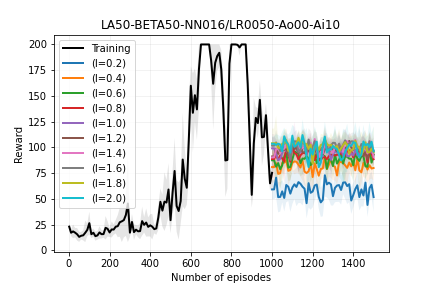 LA50-BETA50-NN016/LR0050-Ao00-Ai10
Reward
200
175
150
125
100
75
50
25
0
Training
(l=0.2)
(l=0.4)
(l=0.6)
(l=0.8)
(l=1.0)
(l=1.2)
(l=1.4)
(l=1.6)
(l=1.8)
(l=2.0)
0 200 400 600 800 1000 1200 1400
Number of episodes